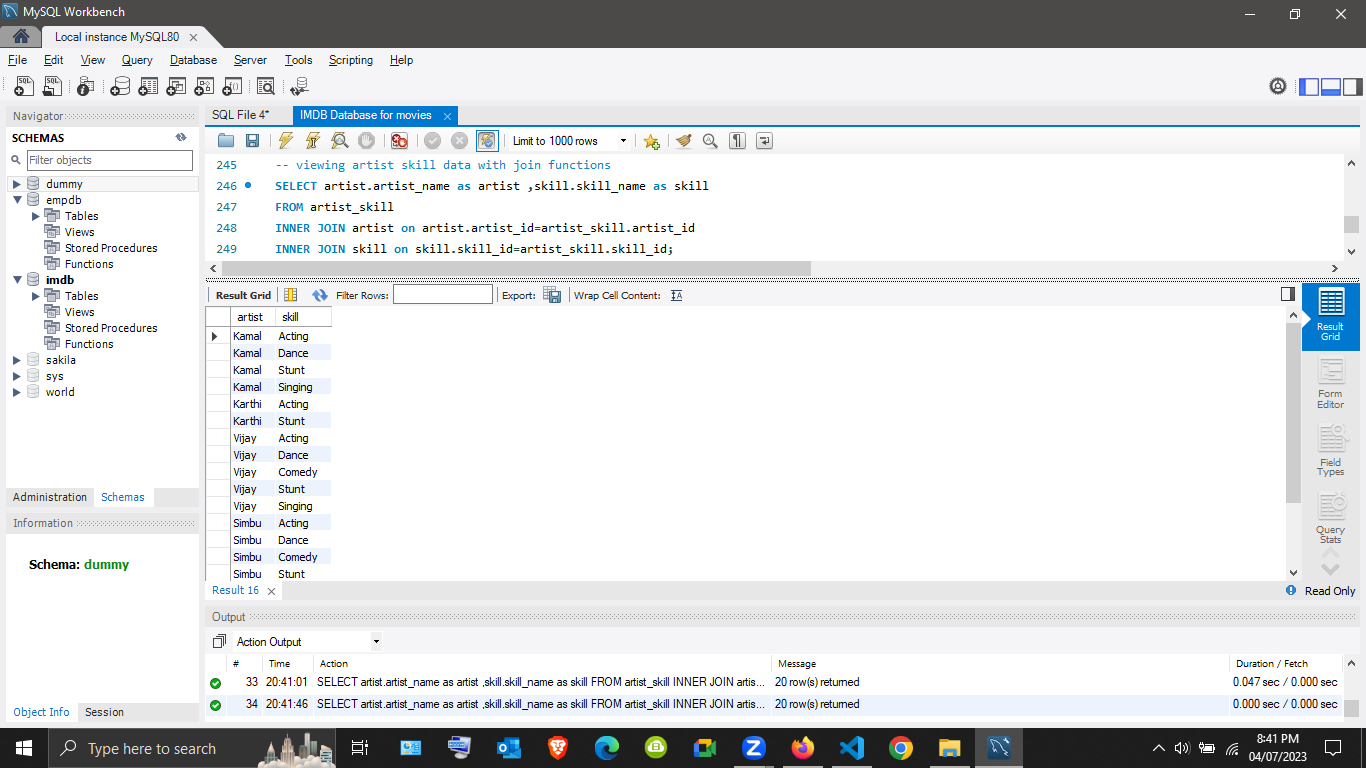 MySQL Workbench
Local instance MySQL80
File Edit View Query Database Server Tools Scripting Help
Navigator
SCHEMAS
Filter objects
dummy
empdb
Tables
Views
Stored Procedures
Functions
imdb
Tables
Views
Stored Procedures
Functions
sakila
sys
world
Administration Schemas
Information
Schema: dummy
Object Info Session
SQL File 4* IMDB Database for movies
Limit to 1000 rows
245 -- viewing artist skill data with join functions
246 SELECT artist.artist_name as artist ,skill.skill_name as skill
247 FROM artist_skill
248 INNER JOIN artist on artist.artist_id=artist_skill.artist_id
249 INNER JOIN skill on skill.skill_id=artist_skill.skill_id;
Result Grid Filter Rows: Export: Wrap Cell Content:
artist skill
Kamal Acting
Kamal Dance
Kamal Stunt
Kamal Singing
Karthi Acting
Karthi Stunt
Vijay Acting
Vijay Dance
Vijay Comedy
Vijay Stunt
Vijay Singing
Simbu Acting
Simbu Dance
Simbu Comedy
Simbu Stunt
Result Grid
Form Editor
Field Types
Query Stats
Result 16 Read Only
Output
Action Output
# Time Action Message Duration / Fetch
33 20:41:01 SELECT artist.artist_name as artist ,skill.skill_name as skill FROM artist_skill INNER JOIN artis... 20 row(s) returned 0.047 sec / 0.000 sec
34 20:41:46 SELECT artist.artist_name as artist ,skill.skill_name as skill FROM artist_skill INNER JOIN artis... 20 row(s) returned 0.000 sec / 0.000 sec
Type here to search
8:41 PM
04/07/2023